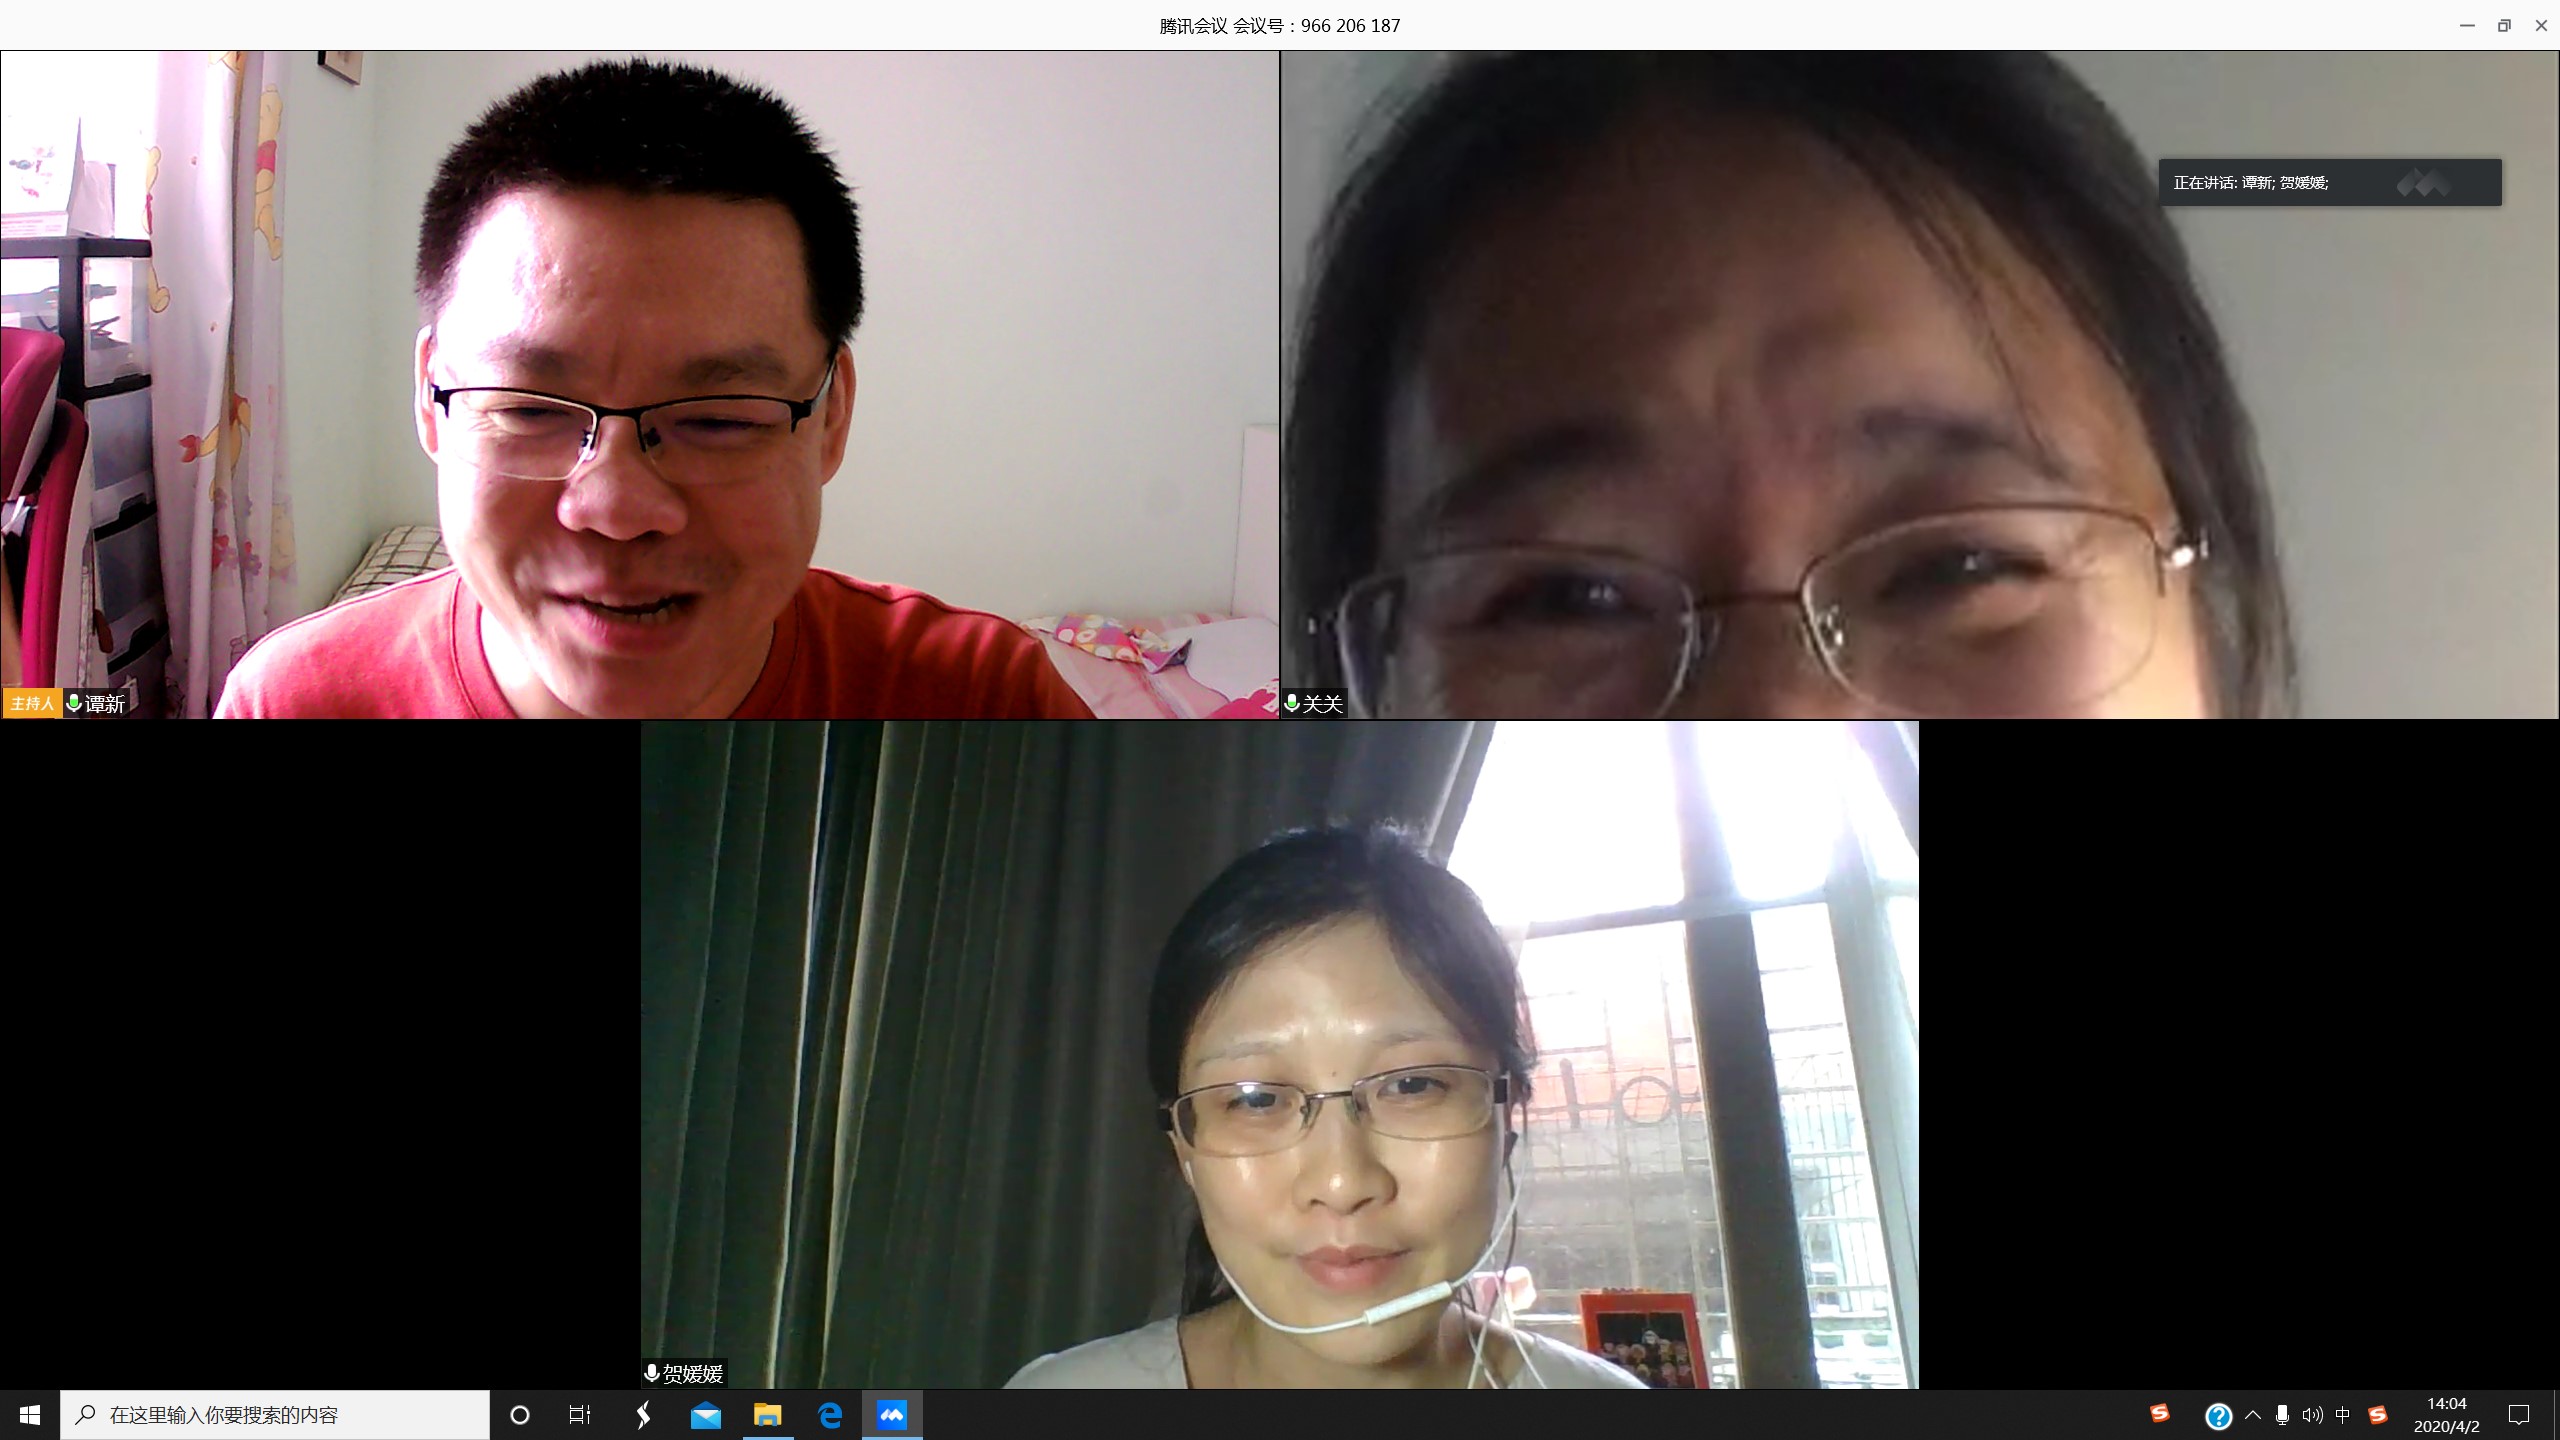 腾讯会议 会议号：966 206 187
正在讲话: 谭新; 贺媛媛;
主持人 谭新
关关
贺媛媛
在这里输入你要搜索的内容
中
14:04
2020/4/2